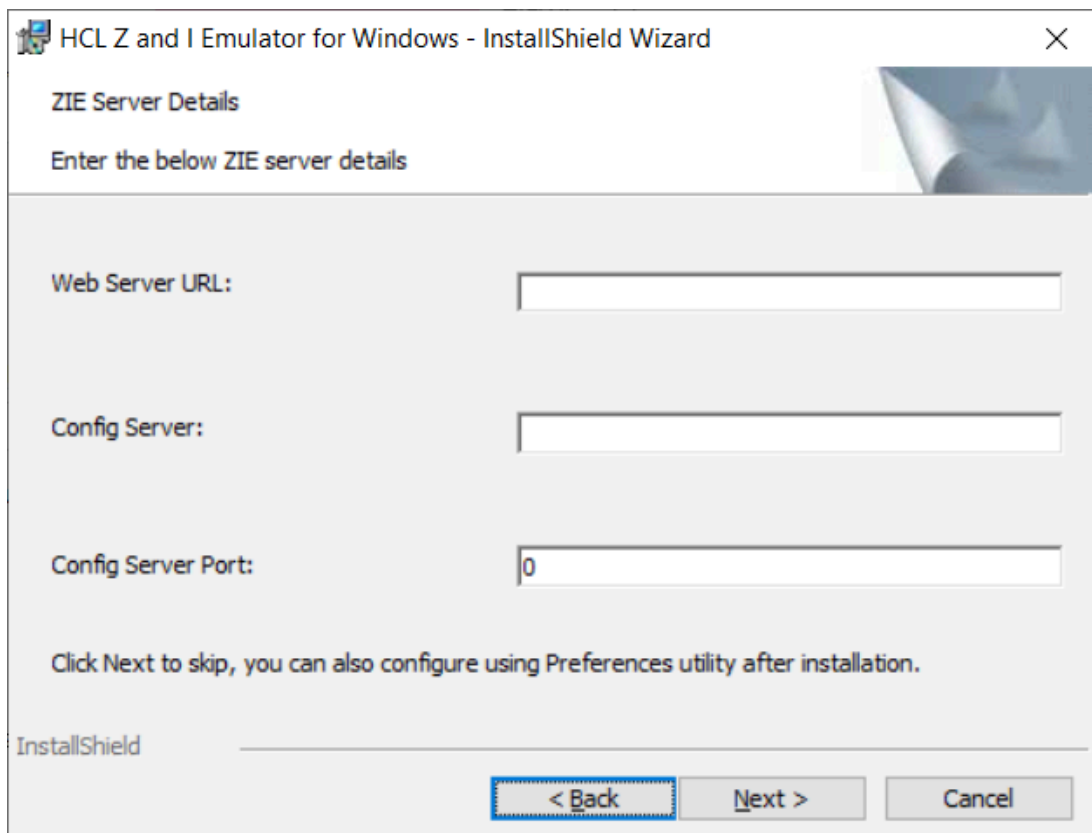 HCL Z and I Emulator for Windows - InstallShield Wizard
ZIE Server Details
Enter the below ZIE server details
Web Server URL:
Config Server:
Config Server Port:
0
Click Next to skip, you can also configure using Preferences utility after installation.
InstallShield
< Back
Next >
Cancel